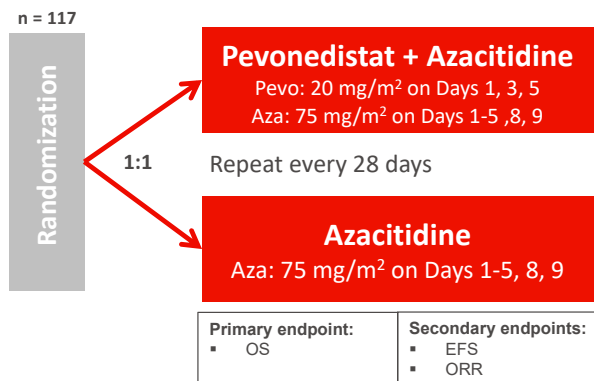 n = 117
Randomization
1:1
Pevonedistat + Azacitidine
Pevo: 20 mg/m² on Days 1, 3, 5
Aza: 75 mg/m² on Days 1-5 ,8, 9
Repeat every 28 days
Azacitidine
Aza: 75 mg/m² on Days 1-5, 8, 9
Primary endpoint:
▪ OS
Secondary endpoints:
▪ EFS
▪ ORR